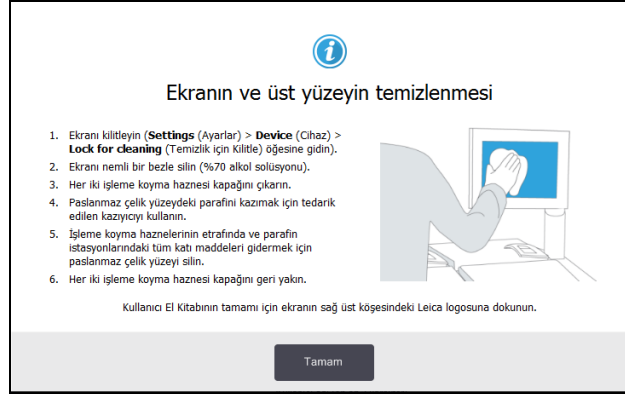 Ekranın ve üst yüzeyin temizlenmesi
1. Ekranı kilitleyin (Settings (Ayarlar) > Device (Cihaz) >
Lock for cleaning (Temizlik için Kilitle) öğesine gidin).
2. Ekranı nemli bir bezle silin (%70 alkol solüsyonu).
3. Her iki işleme koyma haznesi kapağını çıkarın.
4. Paslanmaz çelik yüzeydeki parafini kazımak için tedarik
edilen kazıyıcıyı kullanın.
5. İşleme koyma haznelerinin etrafında ve parafin
istasyonlarındaki tüm katı maddeleri gidermek için
paslanmaz çelik yüzeyi silin.
6. Her iki işleme koyma haznesi kapağını geri yakın.
Kullanıcı El Kitabının tamamı için ekranın sağ üst köşesindeki Leica logosuna dokunun.
Tamam